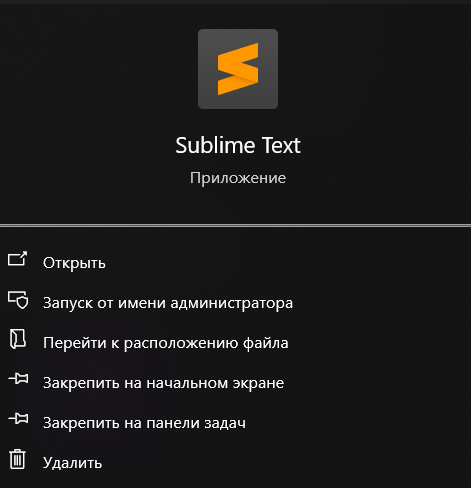 Sublime Text
Приложение
Открыть
Запуск от имени администратора
Перейти к расположению файла
Закрепить на начальном экране
Закрепить на панели задач
Удалить